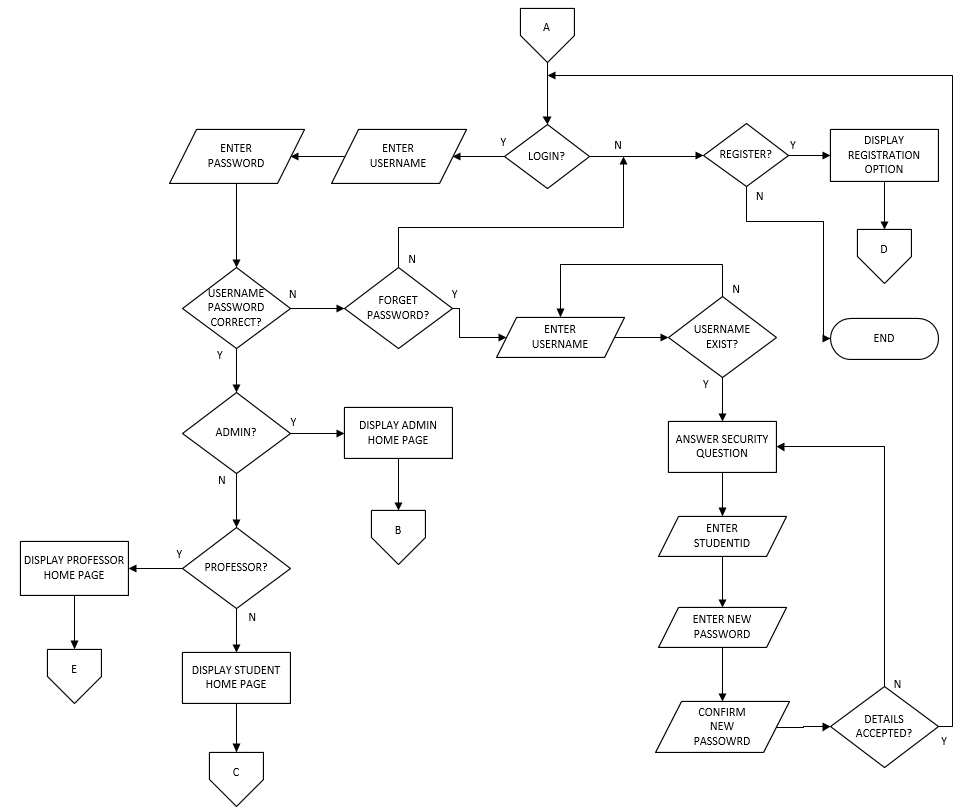 A
Y
LOGIN?
N
ENTER
PASSWORD
ENTER
USERNAME
REGISTER?
Y
N
DISPLAY
REGISTRATION
OPTION
D
END
USERNAME
PASSWORD
CORRECT?
N
Y
FORGET
PASSWORD?
N
Y
ENTER
USERNAME
USERNAME
EXIST?
N
Y
ADMIN?
Y
N
DISPLAY ADMIN
HOME PAGE
B
ANSWER SECURITY
QUESTION
ENTER
STUDENTID
ENTER NEW
PASSWORD
CONFIRM
NEW
PASSOWRD
DETAILS
ACCEPTED?
N
Y
PROFESSOR?
Y
N
DISPLAY PROFESSOR
HOME PAGE
E
DISPLAY STUDENT
HOME PAGE
C